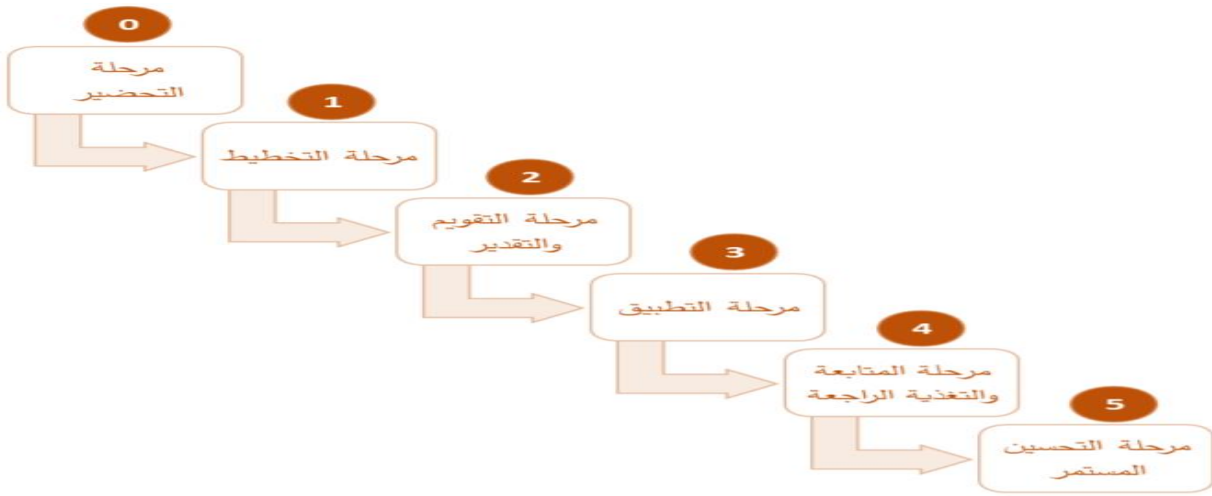 0
مرحلة
التحضير
1
مرحلة التخطيط
2
مرحلة التقويم
والتقدير
3
مرحلة التطبيق
4
مرحلة المتابعة
والتغذية الراجعة
5
مرحلة التحسين
المستمر